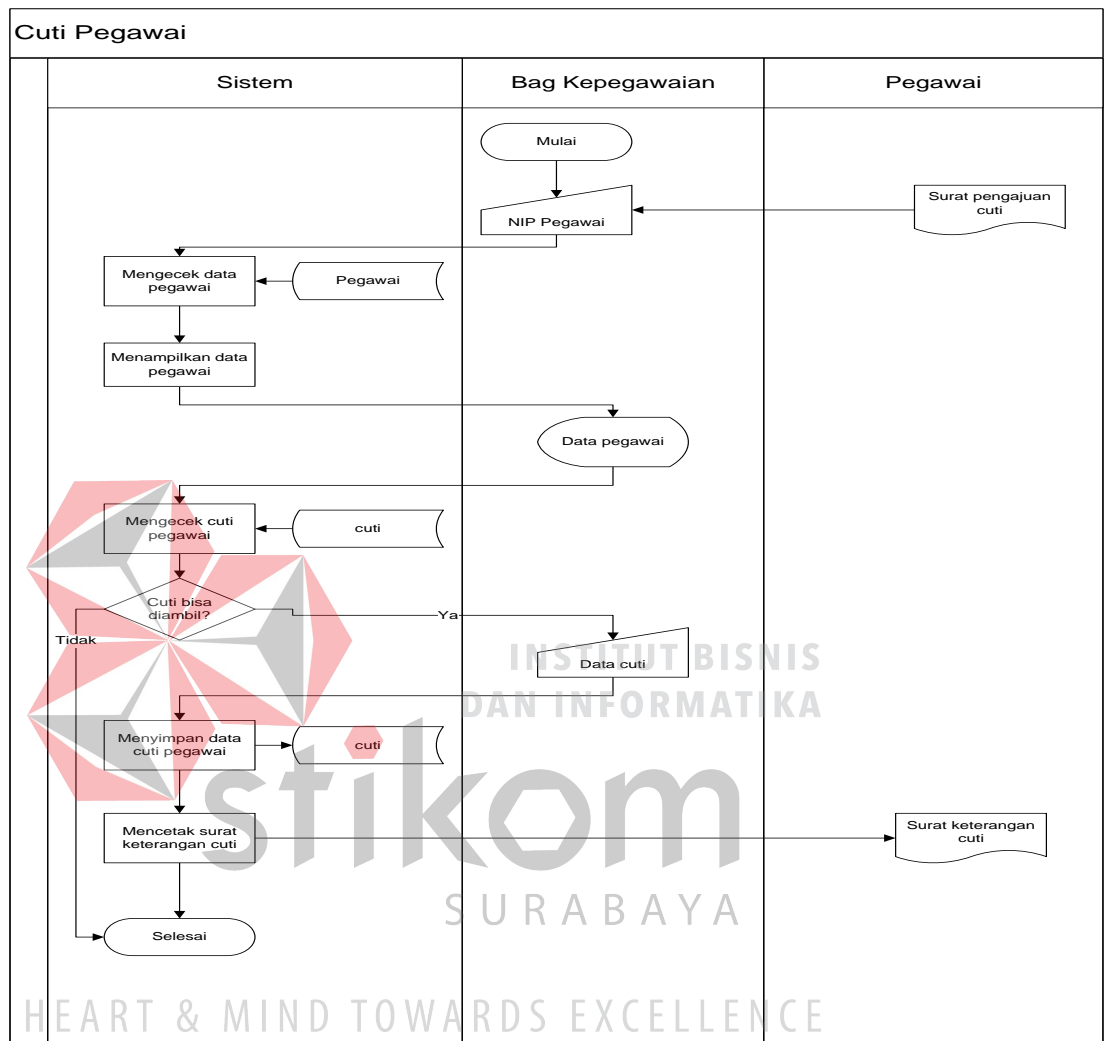 Cuti Pegawai
Sistem
Bag Kepegawaian
Pegawai
Mulai
NIP Pegawai
Surat pengajuan
cuti
Mengecek data
pegawai
Pegawai
Menampilkan data
pegawai
Data pegawai
Mengecek cuti
pegawai
cuti
Cuti bisa
diambil?
Ya
Tidak
Data cuti
INSTITUT BISNIS
DAN INFORMATIKA
Menyimpan data
cuti pegawai
cuti
stikom
Mencetak surat
keterangan cuti
Surat keterangan
cuti
SURABAYA
Selesai
HEART & MIND TOWARDS EXCELLENCE